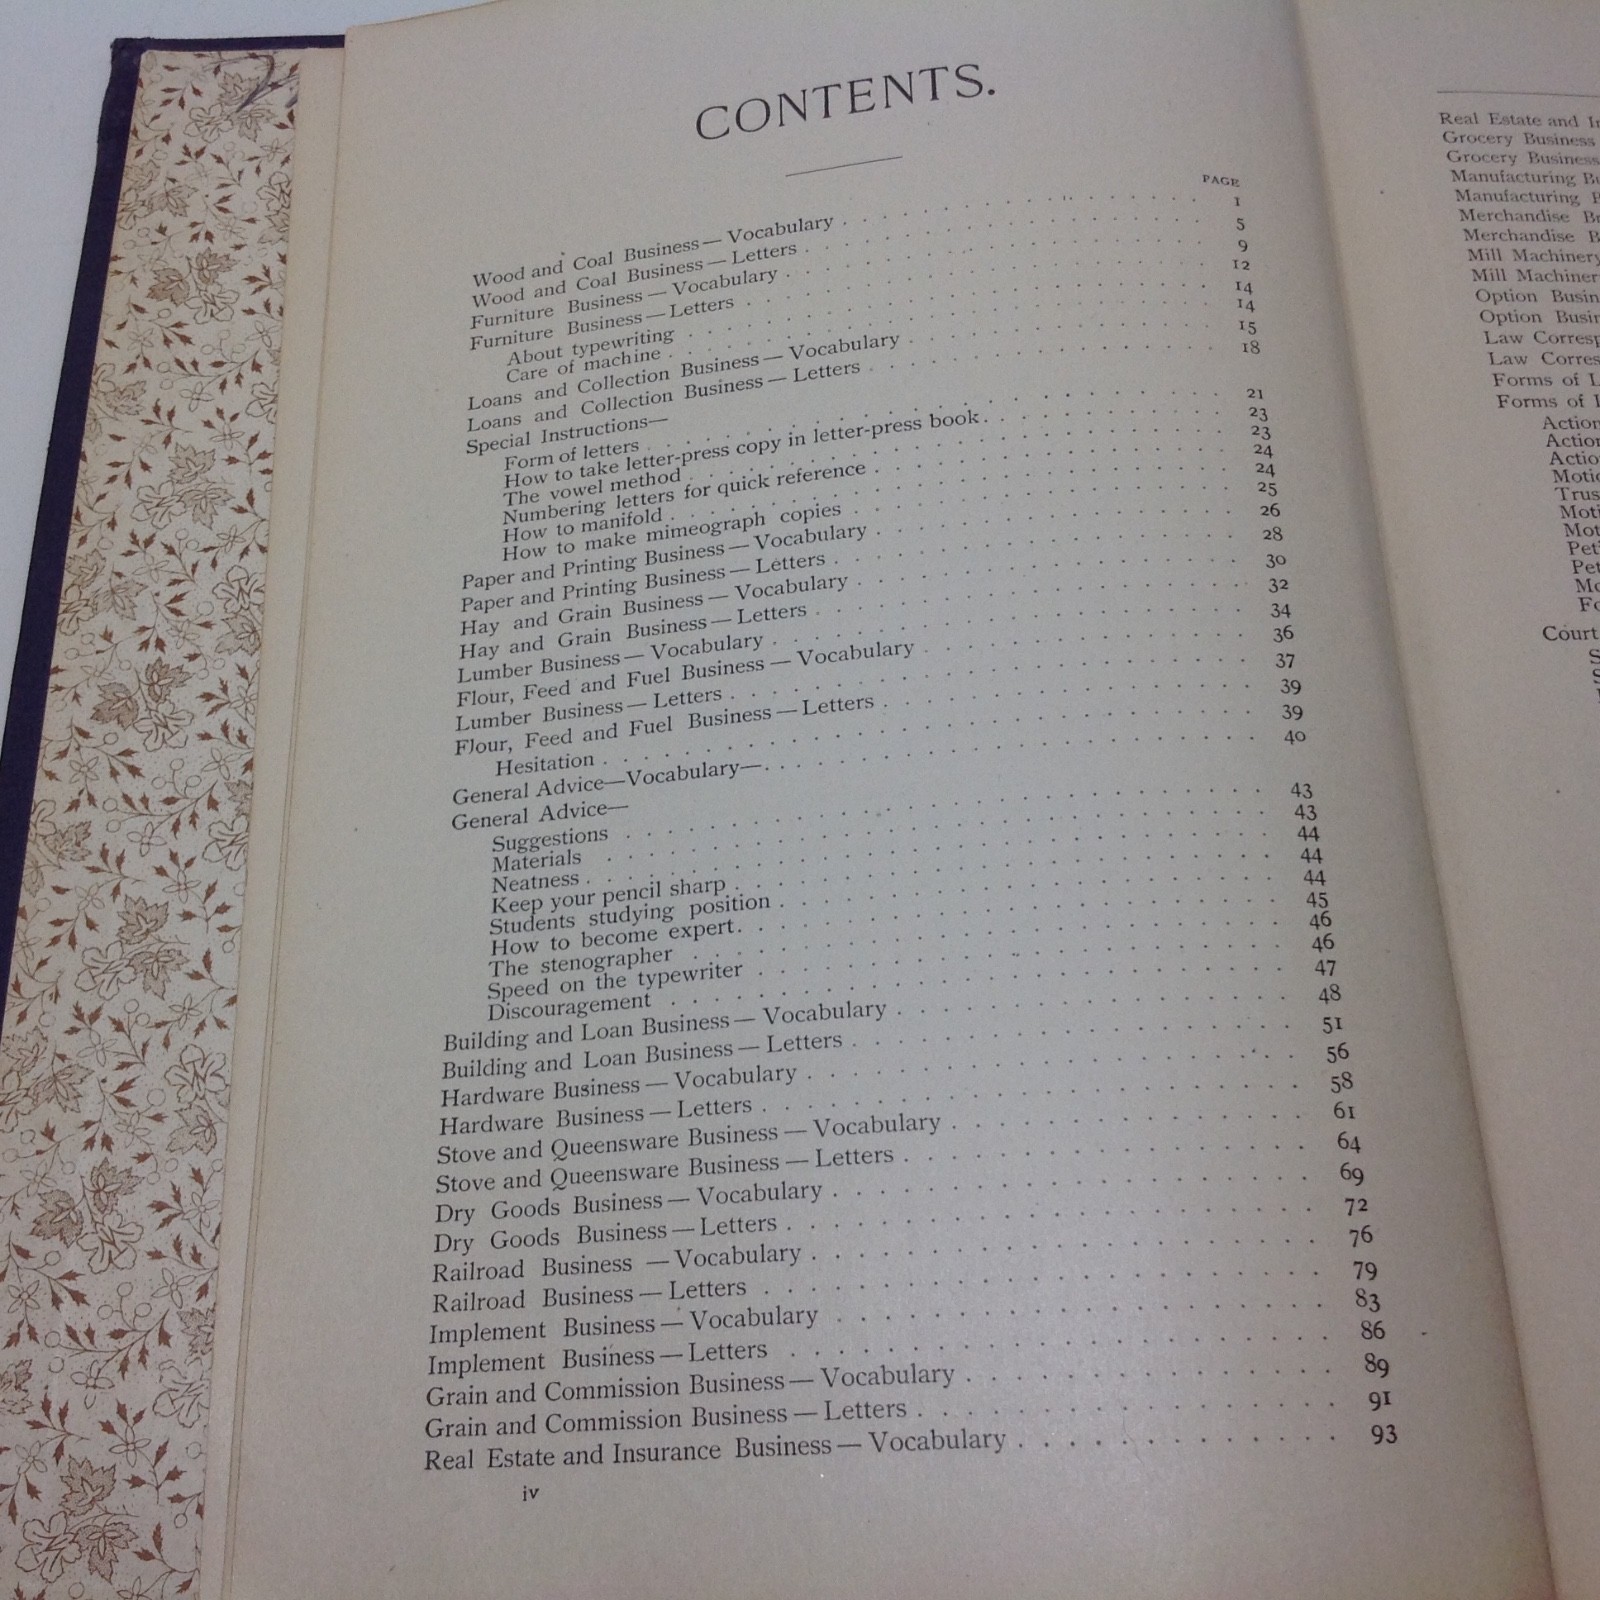 CONTENTS.
PAGE
Wood and Coal Business — Vocabulary . . . . . . . . . . . . . . . . 1
Wood and Coal Business — Letters . . . . . . . . . . . . . . . . 5
Furniture Business — Vocabulary . . . . . . . . . . . . . . . . 9
Furniture Business — Letters . . . . . . . . . . . . . . . . 12
About typewriting . . . . . . . . . . . . . . . . 14
Care of machine . . . . . . . . . . . . . . . . 14
Loans and Collection Business — Vocabulary . . . . . . . . . . . . 15
Loans and Collection Business — Letters . . . . . . . . . . . . 18
Special Instructions—
Form of letters . . . . . . . . . . . . . . . . 21
How to take letter-press copy in letter-press book . . . . . . . . . . 23
The vowel method . . . . . . . . . . . . . . . . 23
Numbering letters for quick reference . . . . . . . . . . . . 24
How to manifold . . . . . . . . . . . . . . . . 24
How to make mimeograph copies . . . . . . . . . . . . 25
Paper and Printing Business — Vocabulary . . . . . . . . . . . . 26
Paper and Printing Business — Letters . . . . . . . . . . . . 28
Hay and Grain Business — Vocabulary . . . . . . . . . . . . 30
Hay and Grain Business — Letters . . . . . . . . . . . . 32
Lumber Business — Vocabulary . . . . . . . . . . . . 34
Flour, Feed and Fuel Business — Vocabulary . . . . . . . . . . . . 36
Lumber Business — Letters . . . . . . . . . . . . 37
Flour, Feed and Fuel Business — Letters . . . . . . . . . . . . 39
Hesitation . . . . . . . . . . . . . . . . 39
General Advice—Vocabulary— . . . . . . . . . . . . 40
General Advice—
Suggestions . . . . . . . . . . . . . . . . 43
Materials . . . . . . . . . . . . . . . . 43
Neatness . . . . . . . . . . . . . . . . 44
Keep your pencil sharp . . . . . . . . . . . . 44
Students studying position . . . . . . . . . . . . 44
How to become expert . . . . . . . . . . . . 45
The stenographer . . . . . . . . . . . . 46
Speed on the typewriter . . . . . . . . . . . . 46
Discouragement . . . . . . . . . . . . 47
Building and Loan Business — Vocabulary . . . . . . . . . . . . 48
Building and Loan Business — Letters . . . . . . . . . . . . 51
Hardware Business — Vocabulary . . . . . . . . . . . . 56
Hardware Business — Letters . . . . . . . . . . . . 58
Stove and Queensware Business — Vocabulary . . . . . . . . . . . . 61
Stove and Queensware Business — Letters . . . . . . . . . . . . 64
Dry Goods Business — Vocabulary . . . . . . . . . . . . 69
Dry Goods Business — Letters . . . . . . . . . . . . 72
Railroad Business — Vocabulary . . . . . . . . . . . . 76
Railroad Business — Letters . . . . . . . . . . . . 79
Implement Business — Vocabulary . . . . . . . . . . . . 83
Implement Business — Letters . . . . . . . . . . . . 86
Grain and Commission Business — Vocabulary . . . . . . . . . . . . 89
Grain and Commission Business — Letters . . . . . . . . . . . . 91
Real Estate and Insurance Business — Vocabulary . . . . . . . . . . . . 93
iv
Real Estate and
Grocery Business
Grocery Business
Manufacturing
Manufacturing
Merchandise
Merchandise
Mill Machinery
Mill
Option
Option
Law
Law
Forms of
Forms of
Court